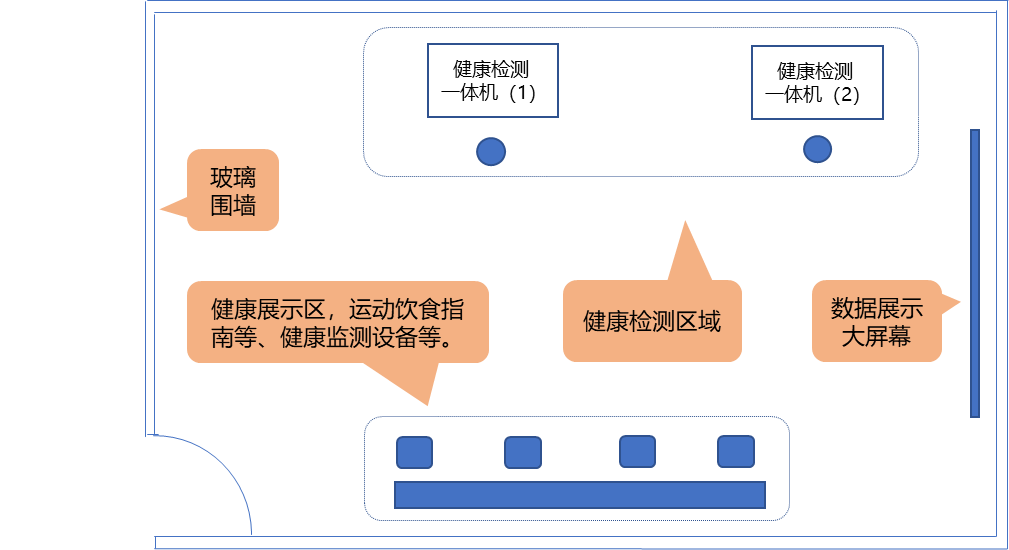 健康检测
一体机（1）
健康检测
一体机（2）
玻璃
围墙
健康展示区，运动饮食指
南等、健康监测设备等。
健康检测区域
数据展示
大屏幕